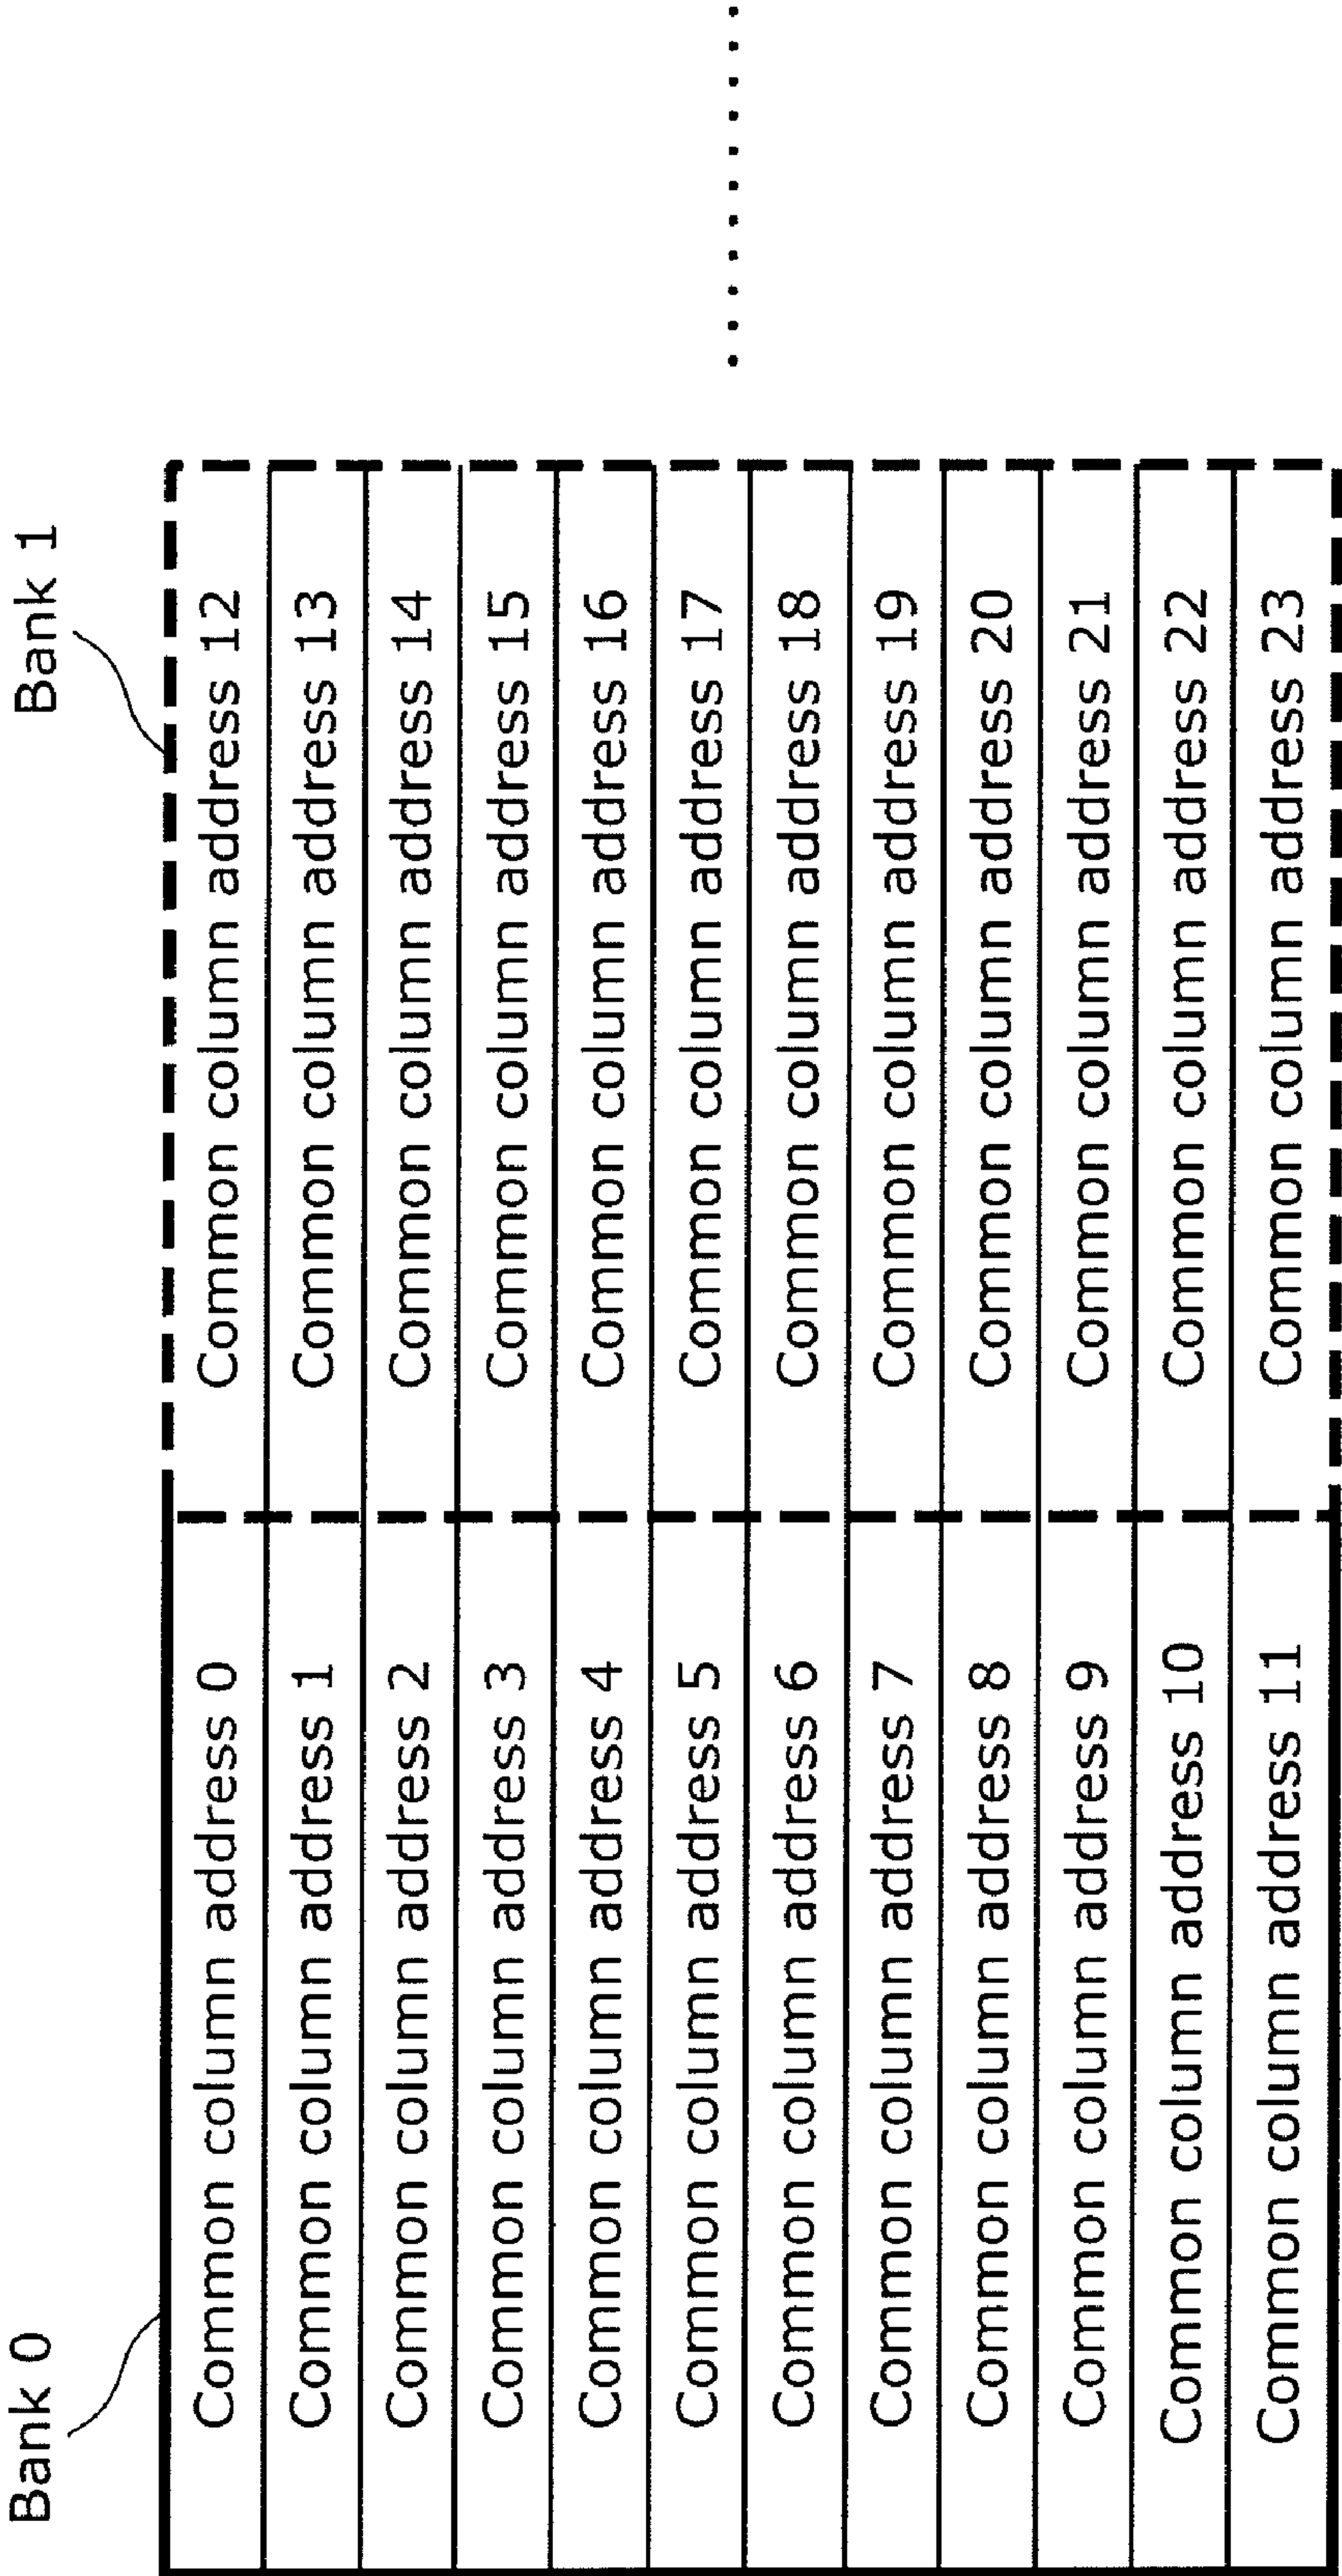 Bank 0
Bank 1
Common column address 0
Common column address 12
Common column address 1
Common column address 13
Common column address 2
Common column address 14
Common column address 3
Common column address 15
Common column address 4
Common column address 16
Common column address 5
Common column address 17
Common column address 6
Common column address 18
Common column address 7
Common column address 19
Common column address 8
Common column address 20
Common column address 9
Common column address 21
Common column address 10
Common column address 22
Common column address 11
Common column address 23